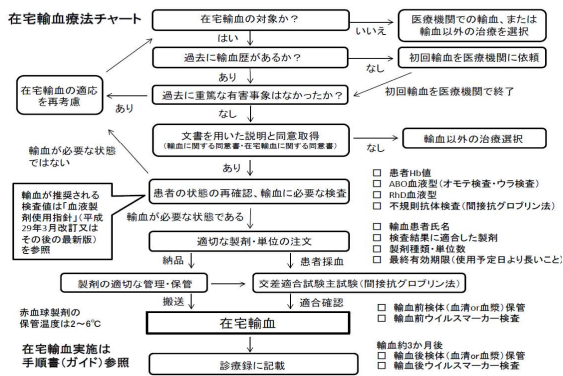 在宅輸血療法チャート
在宅輸血の対象か？
いいえ
医療機関での輸血、または
輸血以外の治療を選択
はい
過去に輸血歴があるか？
なし
初回輸血を医療機関に依頼
あり
初回輸血を医療機関で終了
過去に重篤な有害事象はなかったか？
あり
在宅輸血の適応
を再考慮
なし
文書を用いた説明と同意取得
(輸血に関する同意書・在宅輸血に関する同意書)
なし
輸血以外の治療選択
輸血が必要な状態
ではない
あり
患者の状態の再確認、輸血に必要な検査
□ 患者Hb値
□ ABO血液型(オモテ検査・ウラ検査)
□ RhD血液型
□ 不規則抗体検査(間接抗グロブリン法)
輸血が推奨される
検査値は「血液製
剤使用指針」(平成
29年3月改訂又は
その後の最新版)
を参照
輸血が必要な状態である
適切な製剤・単位の注文
□ 輸血患者氏名
□ 検査結果に適合した製剤
□ 製剤種類・単位数
□ 最終有効期限(使用予定日より長いこと)
納品
患者採血
製剤の適切な管理・保管
交差適合試験主試験(間接抗グロブリン法)
赤血球製剤の
保管温度は2～6℃
搬送
適合確認
在宅輸血
□ 輸血前検体(血清or血漿)保管
□ 輸血前ウイルスマーカー検査
在宅輸血実施は
手順書(ガイド)参照
診療録に記載
輸血約3か月後
□ 輸血後検体(血清or血漿)保管
□ 輸血後ウイルスマーカー検査